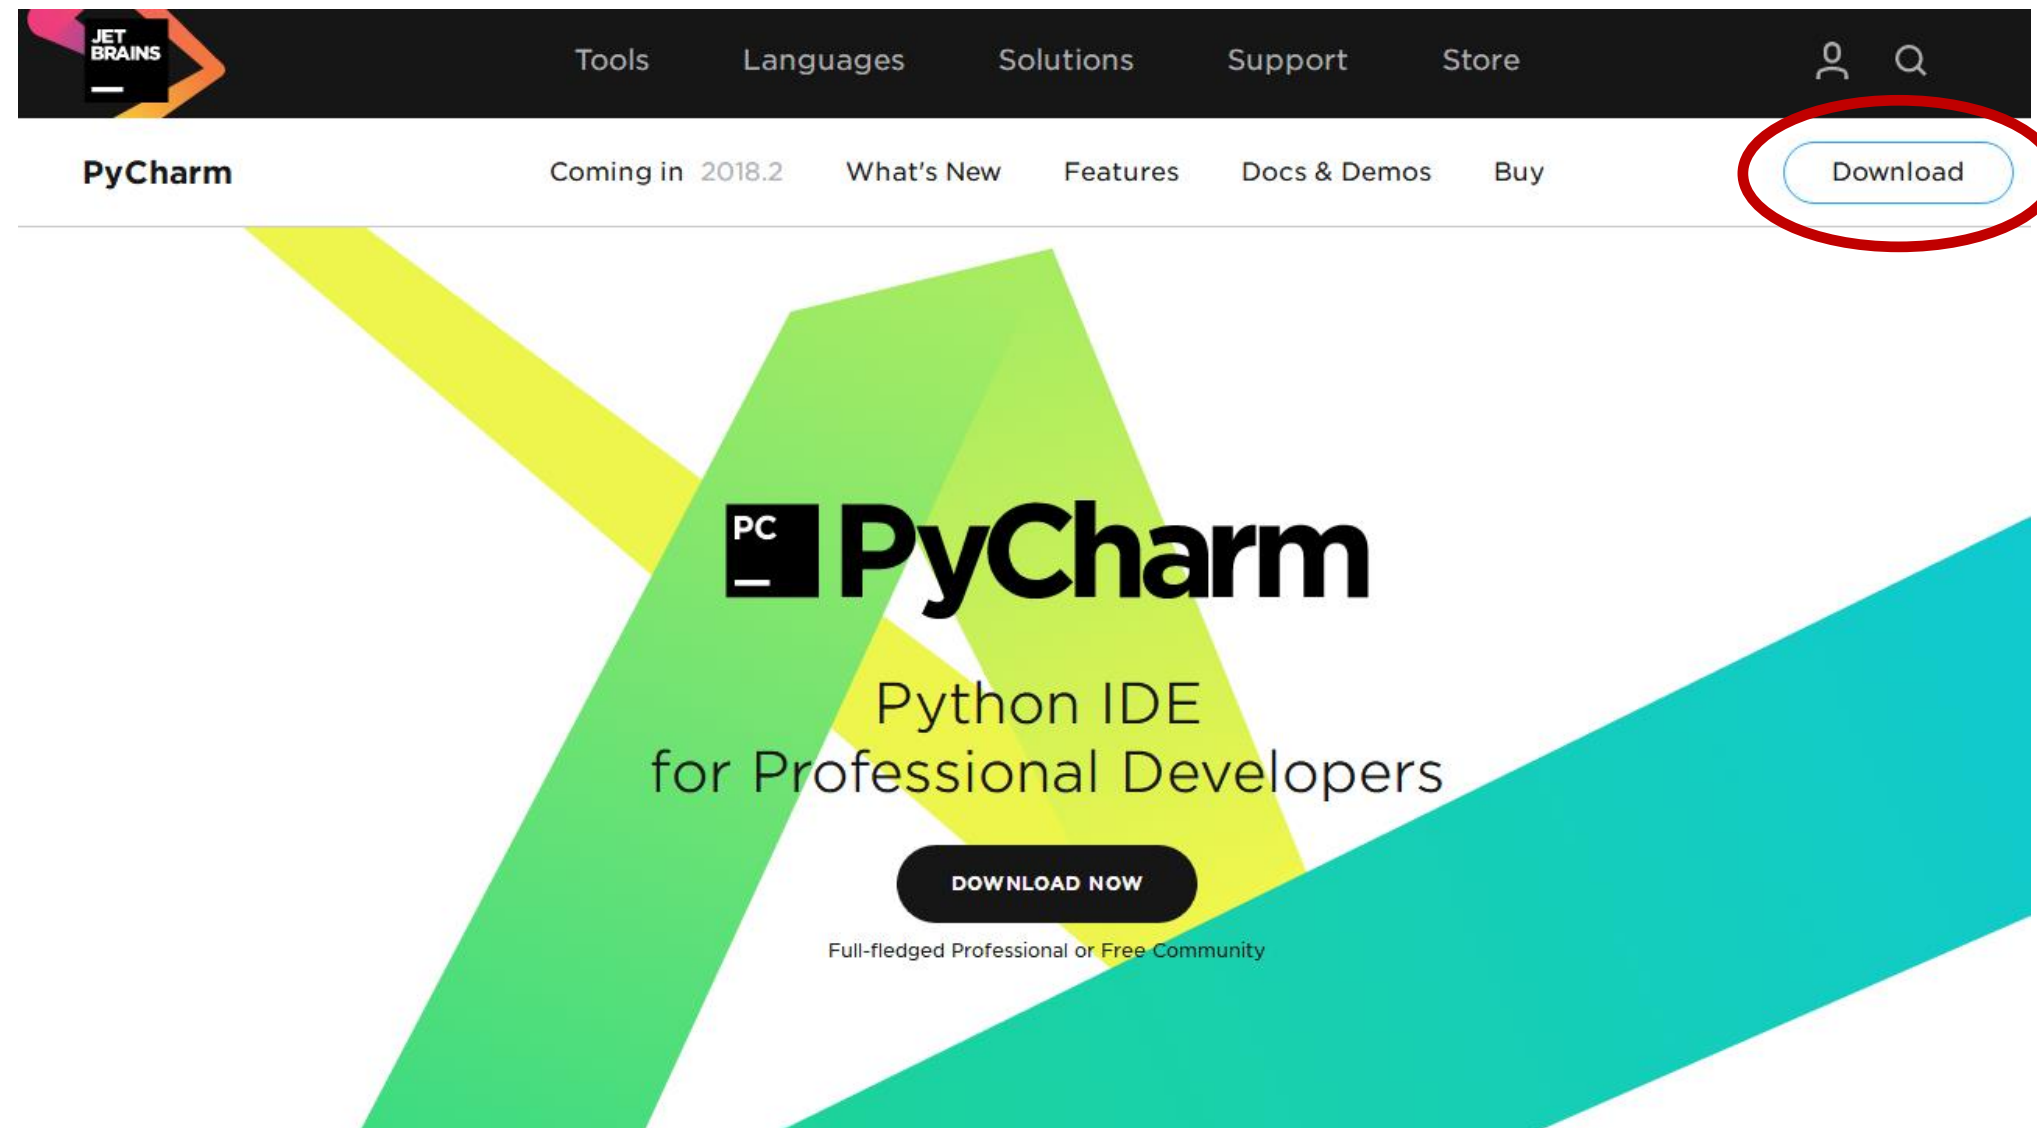 JET
BRAINS
Tools Languages Solutions Support Store
PyCharm Coming in 2018.2 What's New Features Docs & Demos Buy Download
PC PyCharm
Python IDE
for Professional Developers
DOWNLOAD NOW
Full-fledged Professional or Free Community